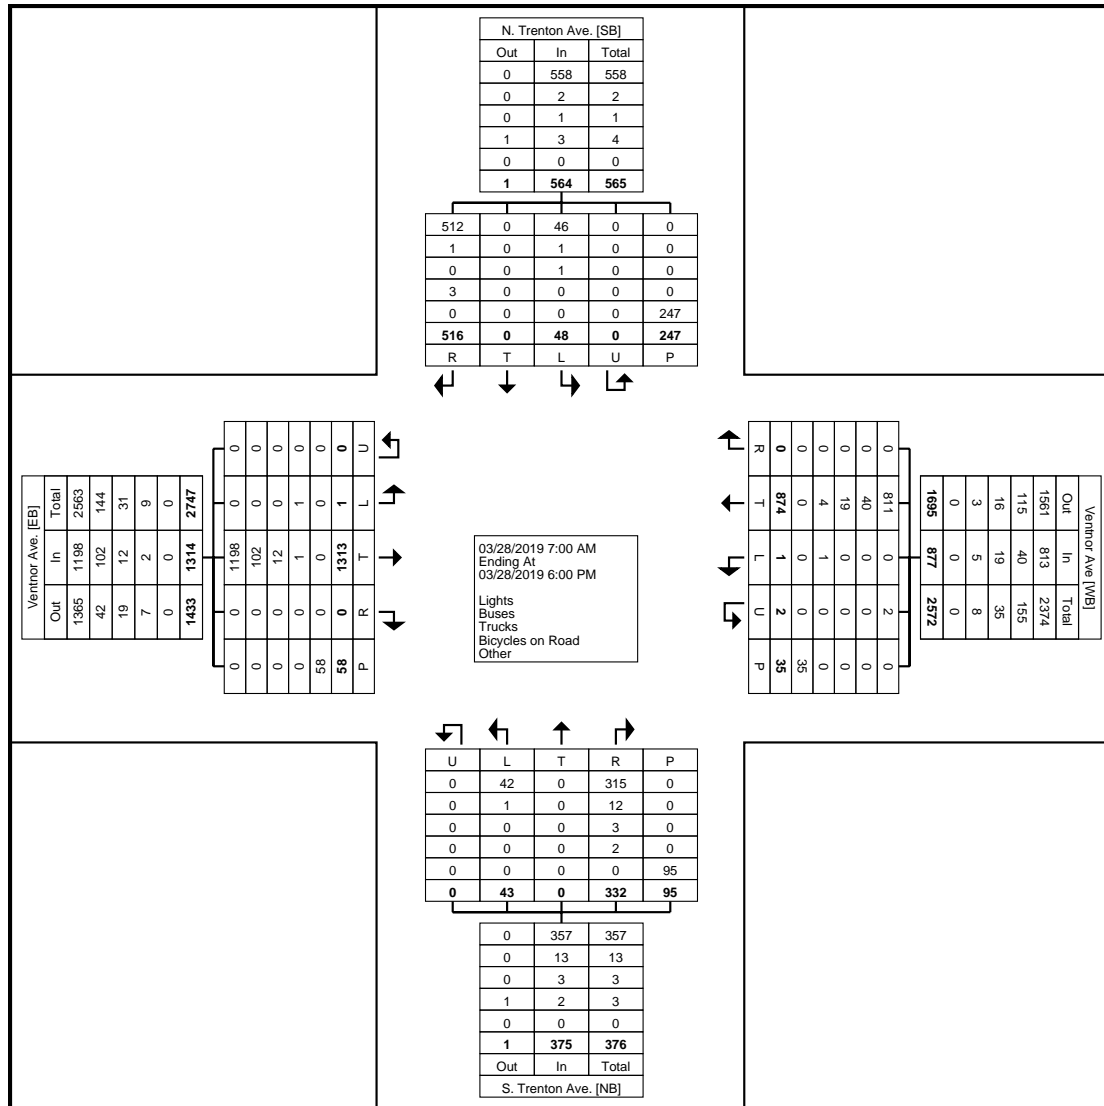 N. Trenton Ave. [SB]
Out In Total
0 558 558
0 2 2
0 1 1
1 3 4
0 0 0
1 564 565
512 0 46 0 0
1 0 1 0 0
0 0 1 0 0
3 0 0 0 0
0 0 0 0 247
516 0 48 0 247
R T L U P
Ventnor Ave. [EB]
Total 2563 144 31 9 0 2747
In 1198 102 12 2 0 1314
Out 1365 42 19 7 0 1433
0 0 0 0 0 0 U
0 0 0 1 0 1 L
1198 102 12 1 0 1313 T
0 0 0 0 0 0 R
0 0 0 0 58 58 P
03/28/2019 7:00 AM
Ending At
03/28/2019 6:00 PM
Lights
Buses
Trucks
Bicycles on Road
Other
R 0 0 0 0 0 0
T 874 0 4 19 40 811
L 1 0 1 0 0 0
U 2 0 0 0 0 2
P 35 35 0 0 0 0
1695 0 3 16 115 1561 Out
877 0 5 19 40 813 In
2572 0 8 35 155 2374 Total
Ventnor Ave [WB]
U L T R P
0 42 0 315 0
0 1 0 12 0
0 0 0 3 0
0 0 0 2 0
0 0 0 0 95
0 43 0 332 95
0 357 357
0 13 13
0 3 3
1 2 3
0 0 0
1 375 376
Out In Total
S. Trenton Ave. [NB]